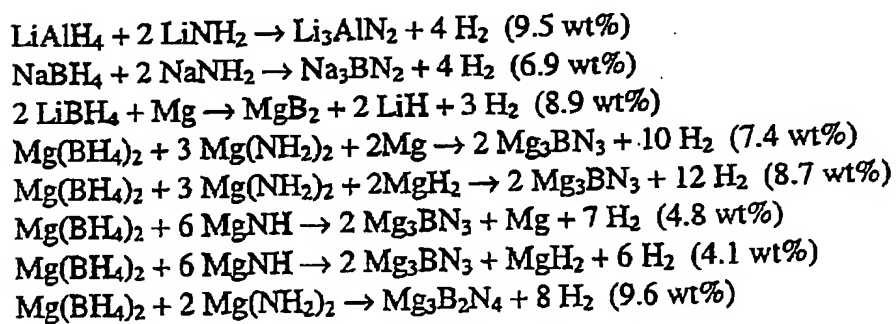 LiAlH₄ + 2 LiNH₂ → Li₃AlN₂ + 4 H₂ (9.5 wt%)
NaBH₄ + 2 NaNH₂ → Na₃BN₂ + 4 H₂ (6.9 wt%)
2 LiBH₄ + Mg → MgB₂ + 2 LiH + 3 H₂ (8.9 wt%)
Mg(BH₄)₂ + 3 Mg(NH₂)₂ + 2Mg → 2 Mg₃BN₃ + 10 H₂ (7.4 wt%)
Mg(BH₄)₂ + 3 Mg(NH₂)₂ + 2MgH₂ → 2 Mg₃BN₃ + 12 H₂ (8.7 wt%)
Mg(BH₄)₂ + 6 MgNH → 2 Mg₃BN₃ + Mg + 7 H₂ (4.8 wt%)
Mg(BH₄)₂ + 6 MgNH → 2 Mg₃BN₃ + MgH₂ + 6 H₂ (4.1 wt%)
Mg(BH₄)₂ + 2 Mg(NH₂)₂ → Mg₃B₂N₄ + 8 H₂ (9.6 wt%)